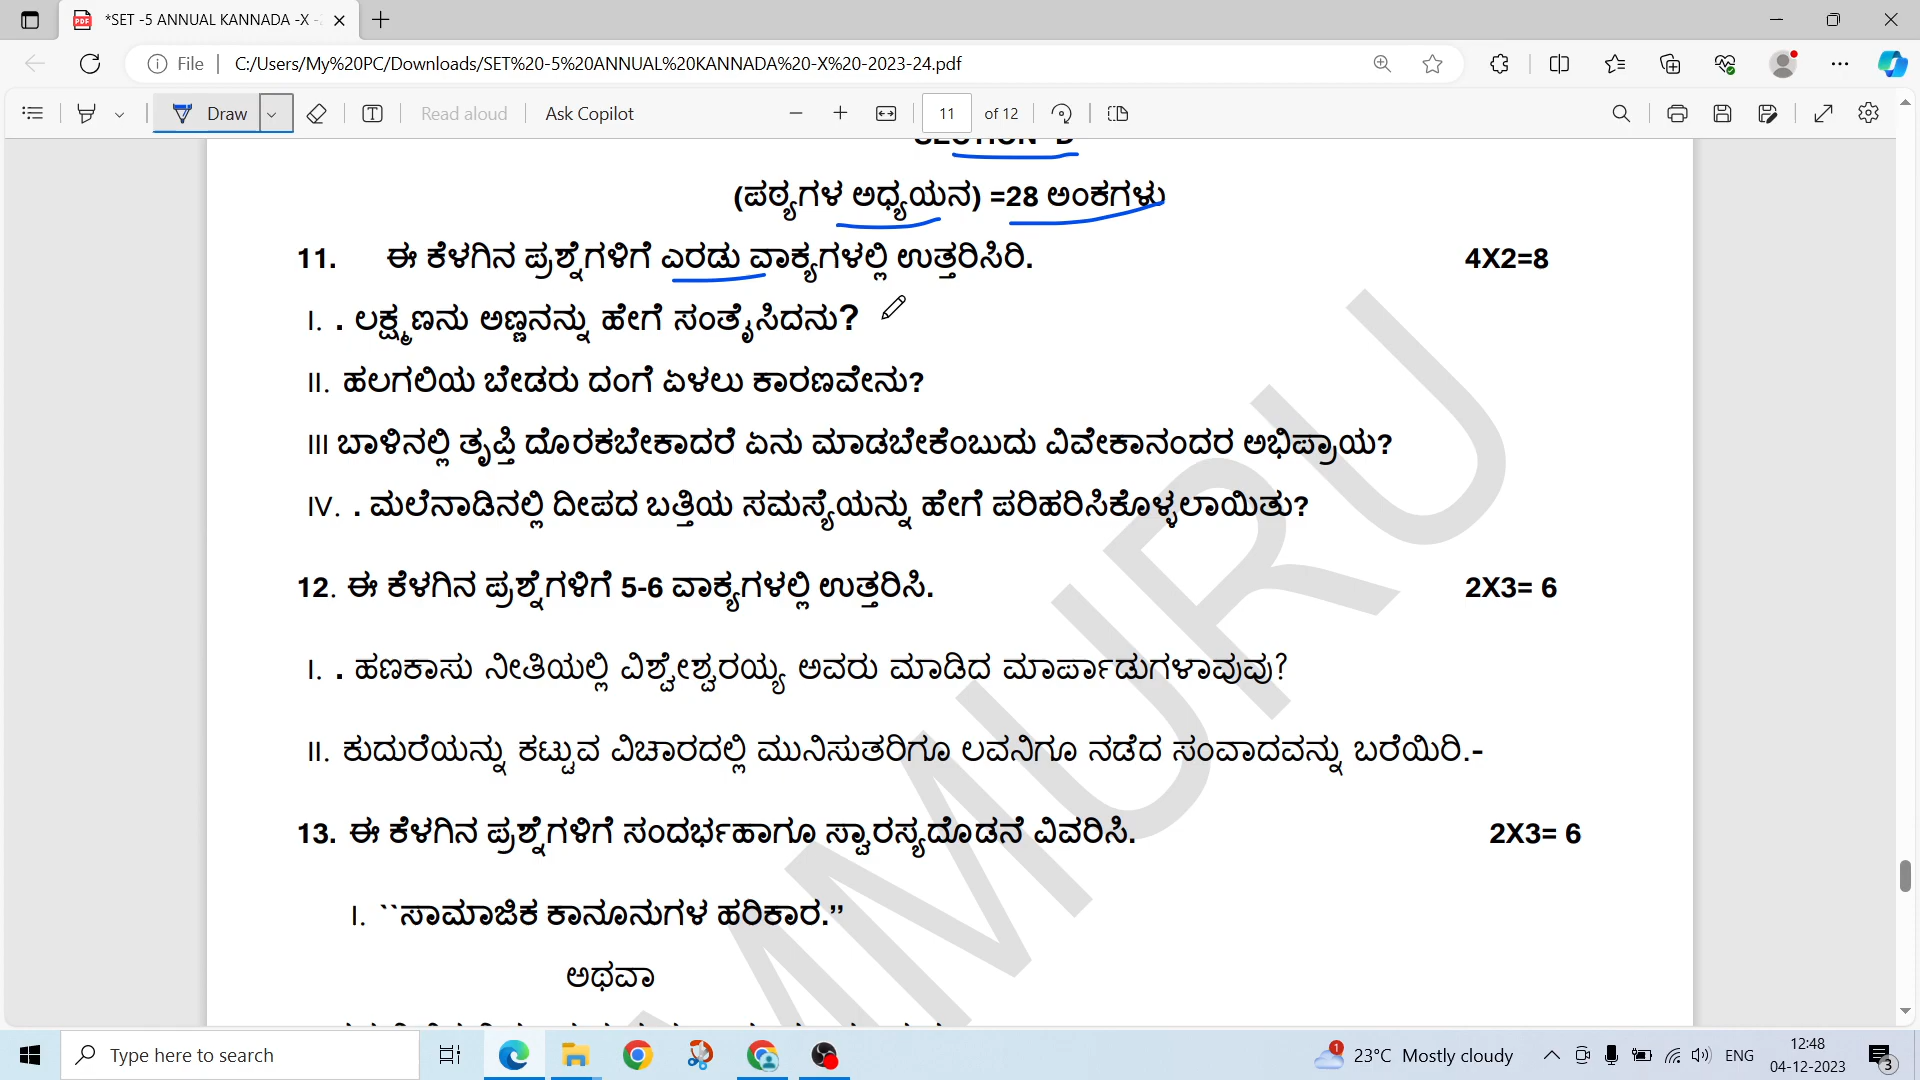 *SET -5 ANNUAL KANNADA -X -2
File
C:/Users/My%20PC/Downloads/SET%20-5%20ANNUAL%20KANNADA%20-X%20-2023-24.pdf
Draw
Read aloud
Ask Copilot
11 of 12
SECTION -D
(ಪಠ್ಯಗಳ ಅಧ್ಯಯನ) =28 ಅಂಕಗಳು
11. ಈ ಕೆಳಗಿನ ಪ್ರಶ್ನೆಗಳಿಗೆ ಎರಡು ವಾಕ್ಯಗಳಲ್ಲಿ ಉತ್ತರಿಸಿರಿ. 4X2=8
I. . ಲಕ್ಷ್ಮಣನು ಅಣ್ಣನನ್ನು ಹೇಗೆ ಸಂತೈಸಿದನು?
II. ಹಲಗಲಿಯ ಬೇಡರು ದಂಗೆ ಏಳಲು ಕಾರಣವೇನು?
III ಬಾಳಿನಲ್ಲಿ ತೃಪ್ತಿ ದೊರಕಬೇಕಾದರೆ ಏನು ಮಾಡಬೇಕೆಂಬುದು ವಿವೇಕಾನಂದರ ಅಭಿಪ್ರಾಯ?
IV. . ಮಲೆನಾಡಿನಲ್ಲಿ ದೀಪದ ಬತ್ತಿಯ ಸಮಸ್ಯೆಯನ್ನು ಹೇಗೆ ಪರಿಹರಿಸಿಕೊಳ್ಳಲಾಯಿತು?
12. ಈ ಕೆಳಗಿನ ಪ್ರಶ್ನೆಗಳಿಗೆ 5-6 ವಾಕ್ಯಗಳಲ್ಲಿ ಉತ್ತರಿಸಿ. 2X3= 6
I. . ಹಣಕಾಸು ನೀತಿಯಲ್ಲಿ ವಿಶ್ವೇಶ್ವರಯ್ಯ ಅವರು ಮಾಡಿದ ಮಾರ್ಪಾಡುಗಳಾವುವು?
II. ಕುದುರೆಯನ್ನು ಕಟ್ಟುವ ವಿಚಾರದಲ್ಲಿ ಮುನಿಸುತರಿಗೂ ಲವನಿಗೂ ನಡೆದ ಸಂವಾದವನ್ನು ಬರೆಯಿರಿ.-
13. ಈ ಕೆಳಗಿನ ಪ್ರಶ್ನೆಗಳಿಗೆ ಸಂದರ್ಭಹಾಗೂ ಸ್ವಾರಸ್ಯದೊಡನೆ ವಿವರಿಸಿ. 2X3= 6
I. ``ಸಾಮಾಜಿಕ ಕಾನೂನುಗಳ ಹರಿಕಾರ.”
ಅಥವಾ
MURU
Type here to search
1
23°C Mostly cloudy
ENG
12:48
04-12-2023
3